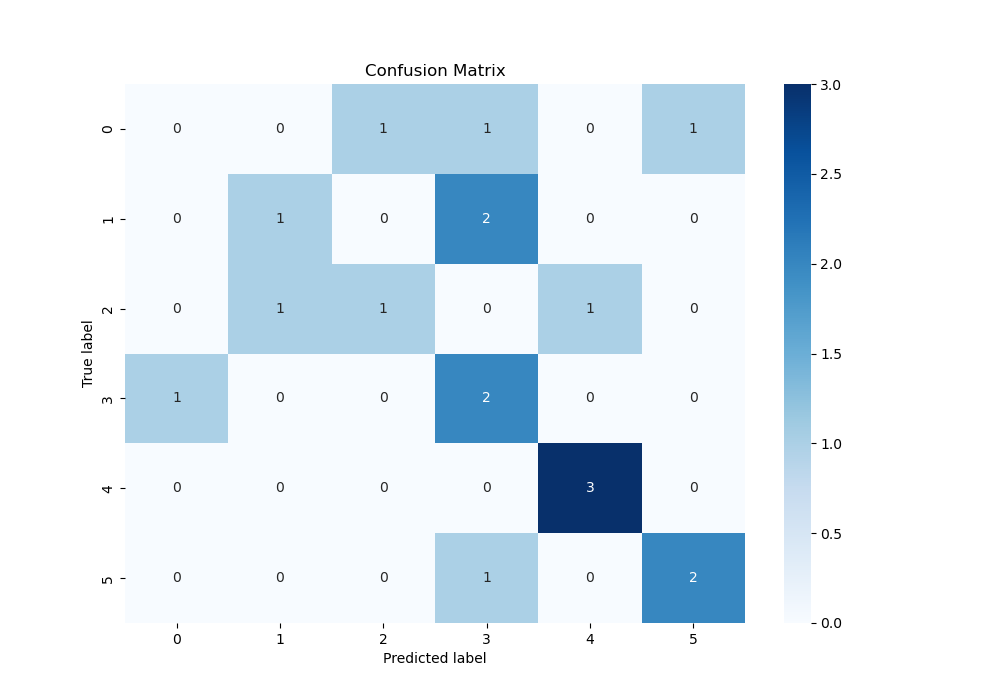 Confusion Matrix
0 0 0 1 1 0 1
1 0 1 0 2 0 0
2 0 1 1 0 1 0
3 1 0 0 2 0 0
4 0 0 0 0 3 0
5 0 0 0 1 0 2
0 1 2 3 4 5
True label
Predicted label
3.0
2.5
2.0
1.5
1.0
0.5
0.0